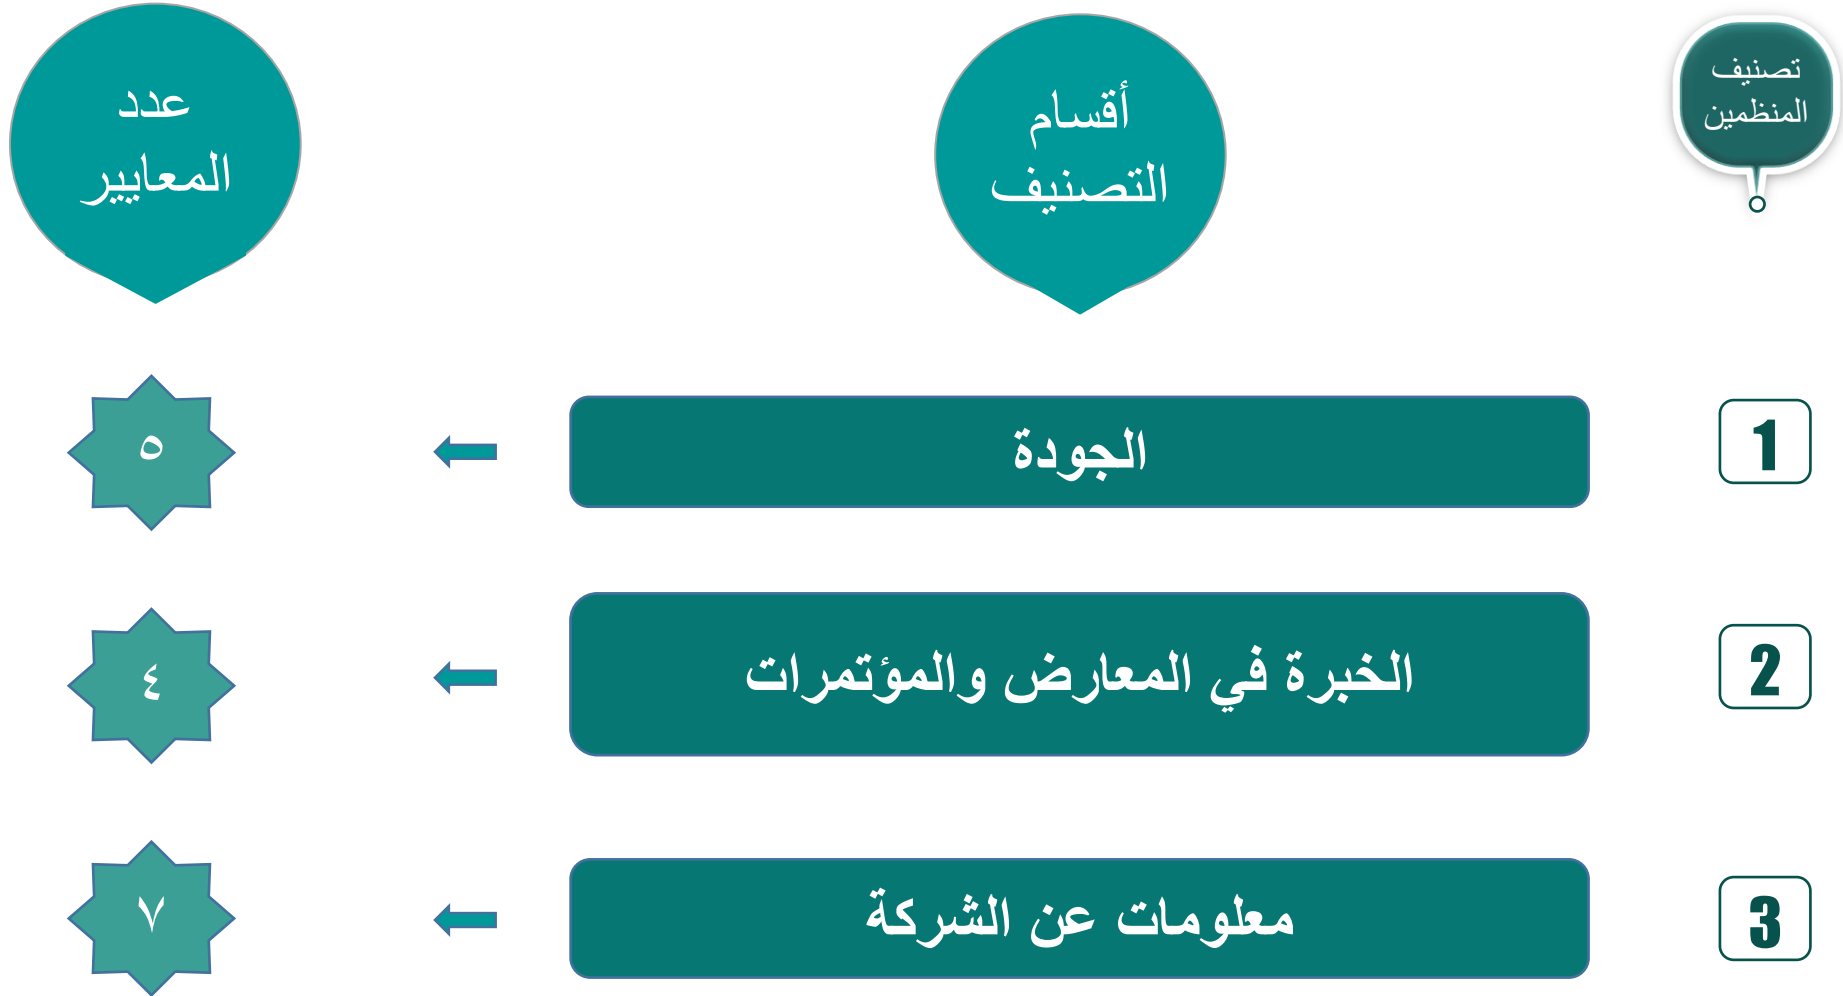 تصنيف
المنظمين
أقسام
التصنيف
عدد
المعايير
1
الجودة
٥
2
الخبرة في المعارض والمؤتمرات
٤
3
معلومات عن الشركة
٧